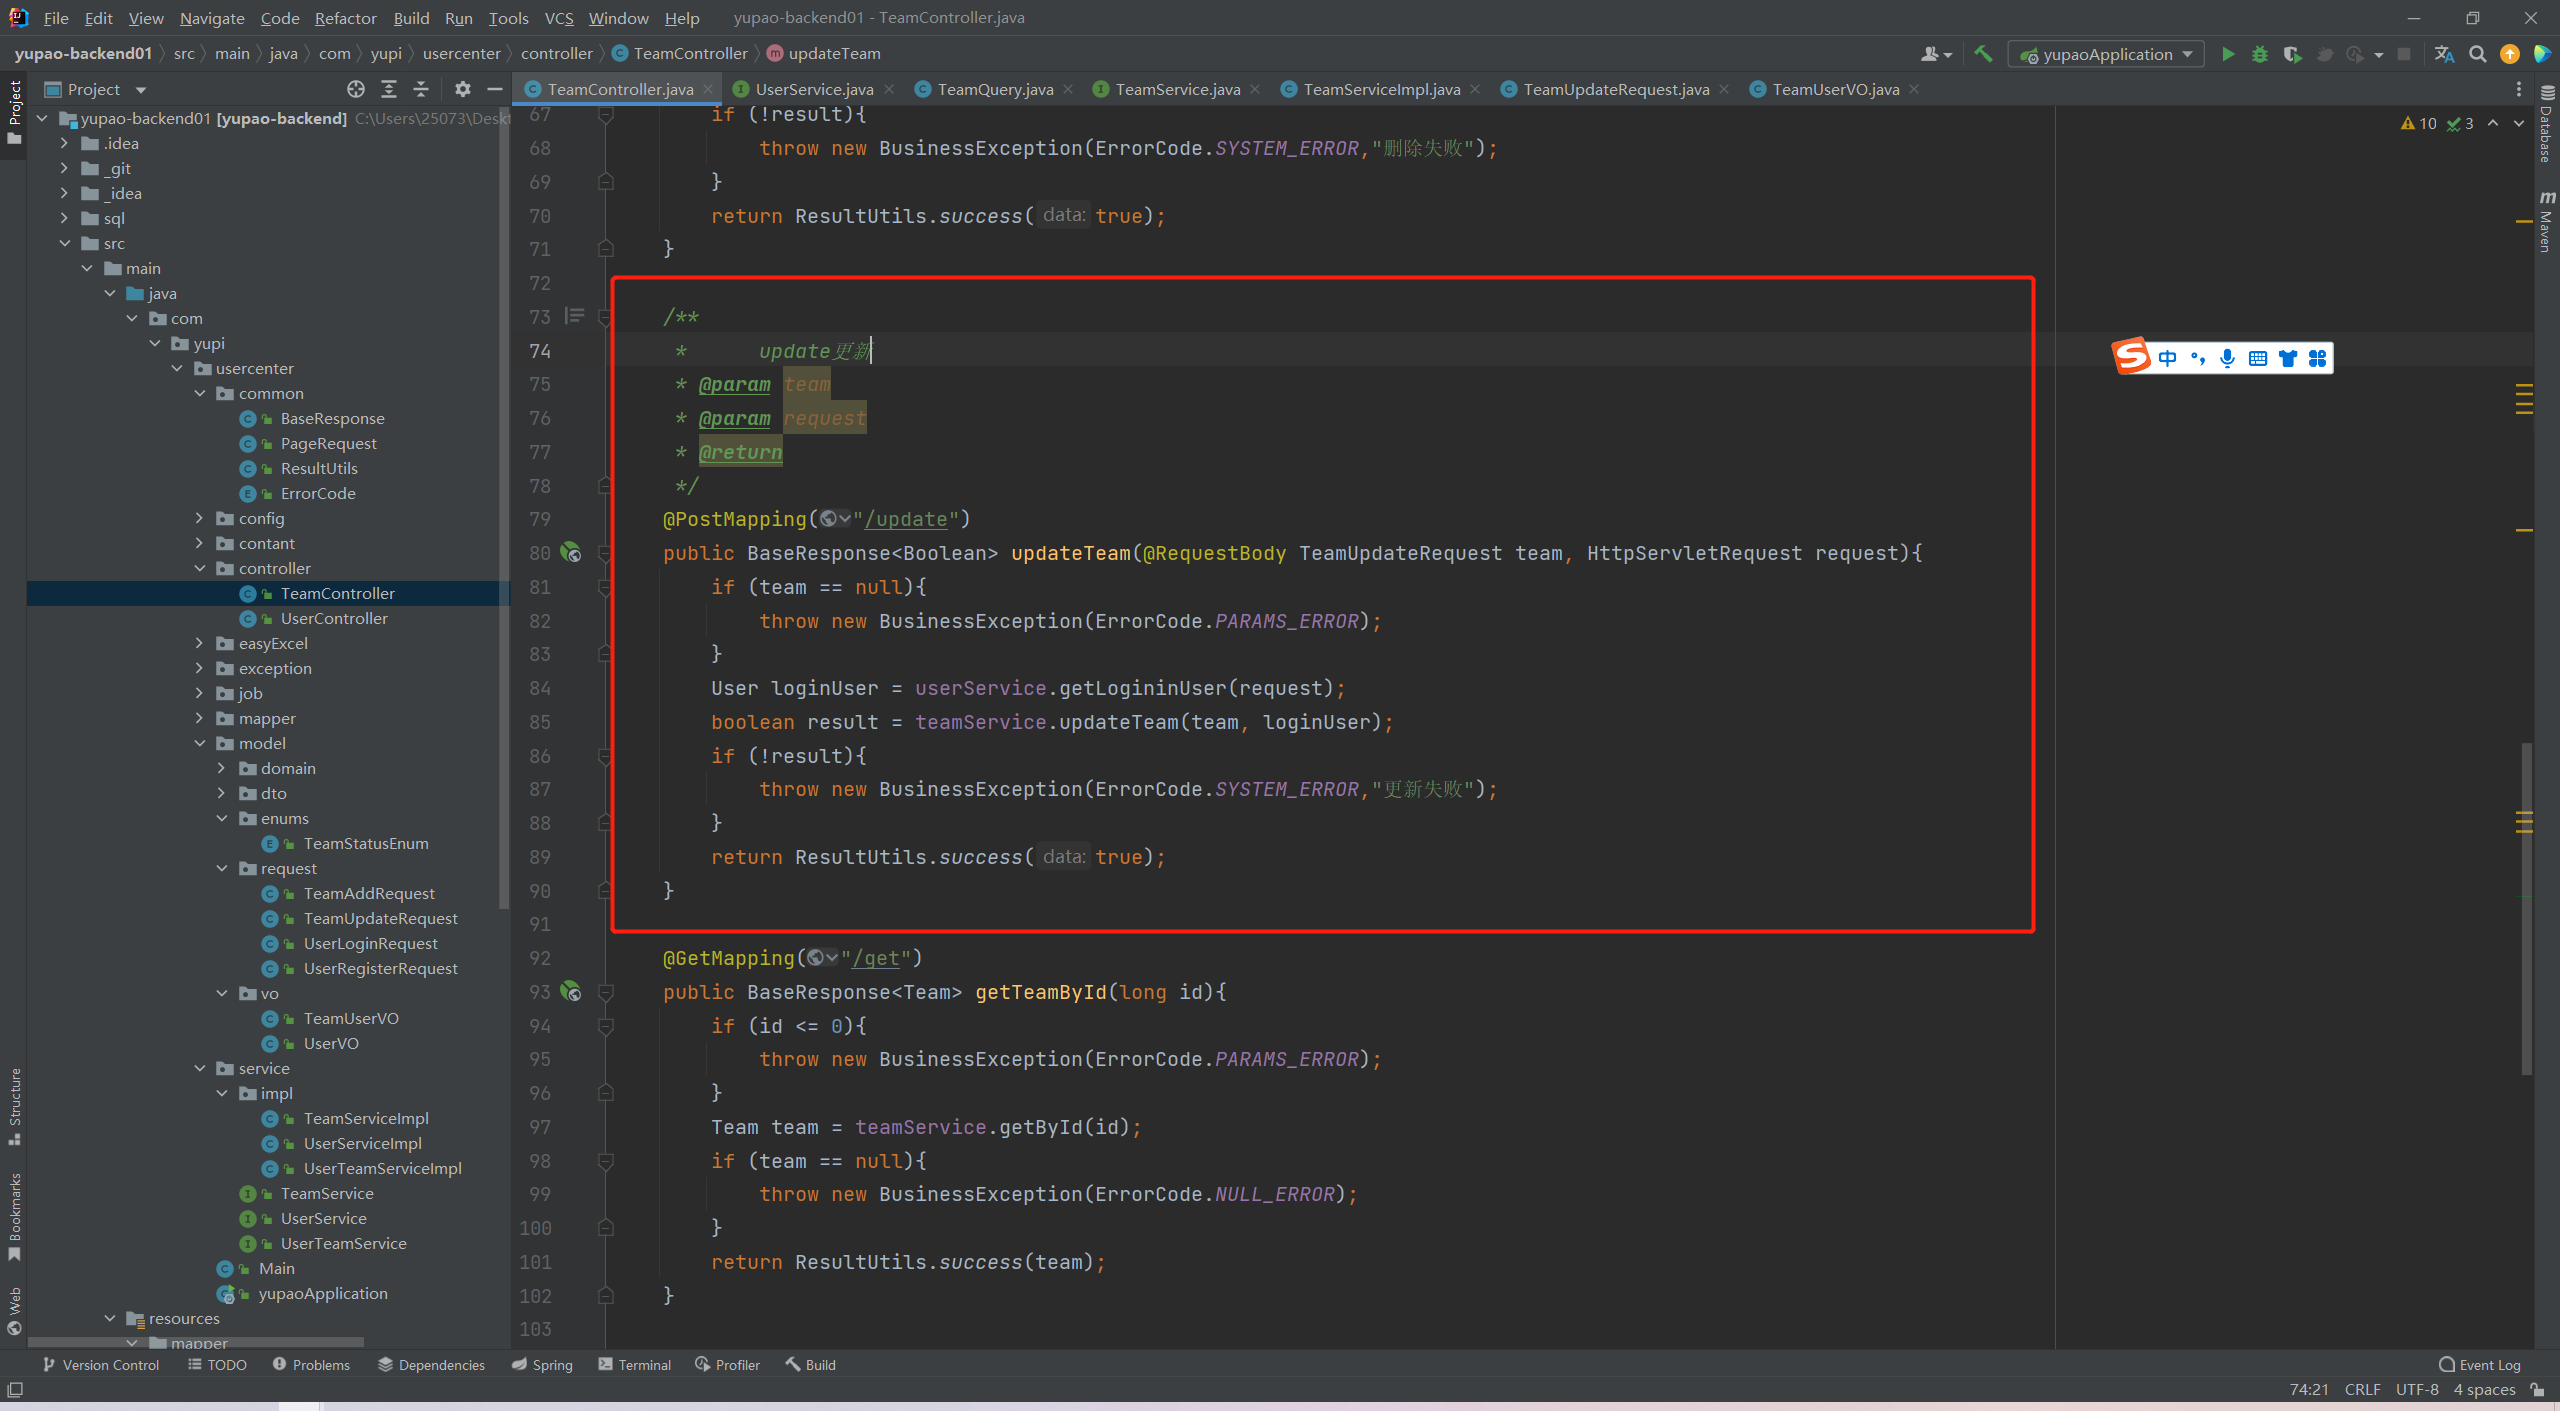 File Edit View Navigate Code Refactor Build Run Tools VCS Window Help yupao-backend01 - TeamController.java
yupao-backend01 src main java com yupi usercenter controller TeamController updateTeam
yupaoApplication
Project
TeamController.java UserService.java TeamQuery.java TeamService.java TeamServiceImpl.java TeamUpdateRequest.java TeamUserVO.java
Project
Structure
Bookmarks
Web
yupao-backend01 [yupao-backend] C:\Users\25073\Deskt
.idea
_git
_idea
sql
src
main
java
com
yupi
usercenter
common
BaseResponse
PageRequest
ResultUtils
ErrorCode
config
contant
controller
TeamController
UserController
easyExcel
exception
job
mapper
model
domain
dto
enums
TeamStatusEnum
request
TeamAddRequest
TeamUpdateRequest
UserLoginRequest
UserRegisterRequest
vo
TeamUserVO
UserVO
service
impl
TeamServiceImpl
UserServiceImpl
UserTeamServiceImpl
TeamService
UserService
UserTeamService
Main
yupaoApplication
resources
mapper
67 if (!result){
68 throw new BusinessException(ErrorCode.SYSTEM_ERROR,"删除失败");
69 }
70 return ResultUtils.success( data: true);
71 }
72
73 /**
74 * update更新
75 * @param team
76 * @param request
77 * @return
78 */
79 @PostMapping("/update")
80 public BaseResponse<Boolean> updateTeam(@RequestBody TeamUpdateRequest team, HttpServletRequest request){
81 if (team == null){
82 throw new BusinessException(ErrorCode.PARAMS_ERROR);
83 }
84 User loginUser = userService.getLogininUser(request);
85 boolean result = teamService.updateTeam(team, loginUser);
86 if (!result){
87 throw new BusinessException(ErrorCode.SYSTEM_ERROR,"更新失败");
88 }
89 return ResultUtils.success( data: true);
90 }
91
92 @GetMapping("/get")
93 public BaseResponse<Team> getTeamById(long id){
94 if (id <= 0){
95 throw new BusinessException(ErrorCode.PARAMS_ERROR);
96 }
97 Team team = teamService.getById(id);
98 if (team == null){
99 throw new BusinessException(ErrorCode.NULL_ERROR);
100 }
101 return ResultUtils.success(team);
102 }
103
10 3
中
Database
Maven
Version Control TODO Problems Dependencies Spring Terminal Profiler Build Event Log
74:21 CRLF UTF-8 4 spaces